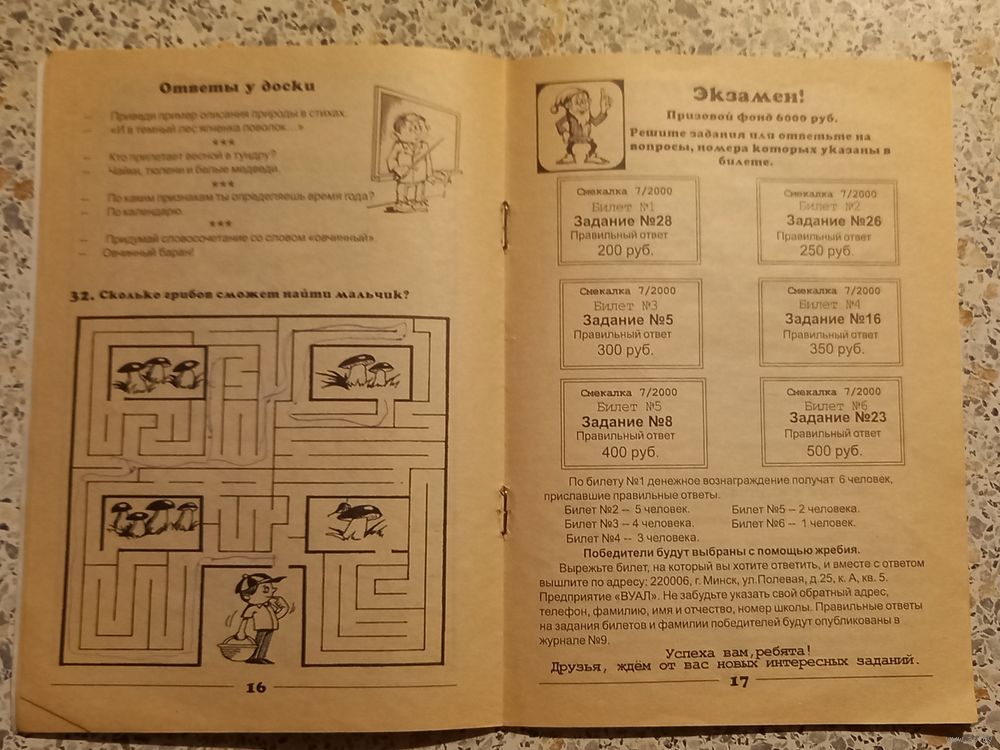 Ответы у доски
– Приведи пример описания природы в стихах.
– «И в темный лес ягненка поволок...»
***
– Кто прилетает весной в тундру?
– Чайки, тюлени и белые медведи.
***
– По каким признакам ты определяешь время года?
– По календарю.
***
– Придумай словосочетание со словом «овчинный»
– Овчинный баран!
32. Сколько грибов сможет найти мальчик?
16
Экзамен!
Призовой фонд 6000 руб.
Решите задания или ответьте на
вопросы, номера которых указаны в
билете.
Смекалка 7/2000
Билет №1
Задание №28
Правильный ответ
200 руб.
Смекалка 7/2000
Билет №2
Задание №26
Правильный ответ
250 руб.
Смекалка 7/2000
Билет №3
Задание №5
Правильный ответ
300 руб.
Смекалка 7/2000
Билет №4
Задание №16
Правильный ответ
350 руб.
Смекалка 7/2000
Билет №5
Задание №8
Правильный ответ
400 руб.
Смекалка 7/2000
Билет №6
Задание №23
Правильный ответ
500 руб.
По билету №1 денежное вознаграждение получат 6 человек,
приславшие правильные ответы.
Билет №2 -- 5 человек. Билет №5 -- 2 человека.
Билет №3 -- 4 человека. Билет №6 -- 1 человек.
Билет №4 -- 3 человека.
Победители будут выбраны с помощью жребия.
Вырежьте билет, на который вы хотите ответить, и вместе с ответом
вышлите по адресу: 220006, г. Минск, ул.Полевая, д.25, к. А, кв. 5.
Предприятие «ВУАЛ». Не забудьте указать свой обратный адрес,
телефон, фамилию, имя и отчество, номер школы. Правильные ответы
на задания билетов и фамилии победителей будут опубликованы в
журнале №9.
Успеха вам,ребята!
Друзья, ждём от вас новых интересных заданий.
17